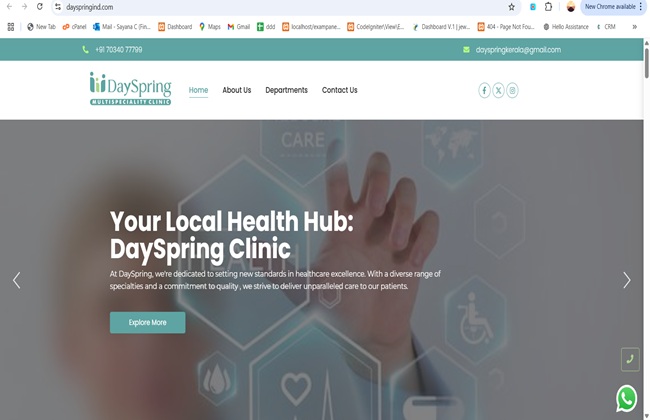 dayspringind.com
New Chrome available
New Tab
cPanel
Mail - Sayana C (Fin...
Dashboard
Maps
Gmail
ddd
localhost/exampane...
CodeIgniter\View\E...
Dashboard V.1 [ jew...
404 - Page Not Fou...
Hello Assistance
CRM
+91 70340 77799
dayspringkerala@gmail.com
DaySpring
MULTISPECIALITY CLINIC
Home
About Us
Departments
Contact Us
CARE
Your Local Health Hub:
DaySpring Clinic
HEALTH
At DaySpring, we're dedicated to setting new standards in healthcare excellence. With a diverse range of
specialties and a commitment to quality , we strive to deliver unparalleled care to our patients.
Explore More